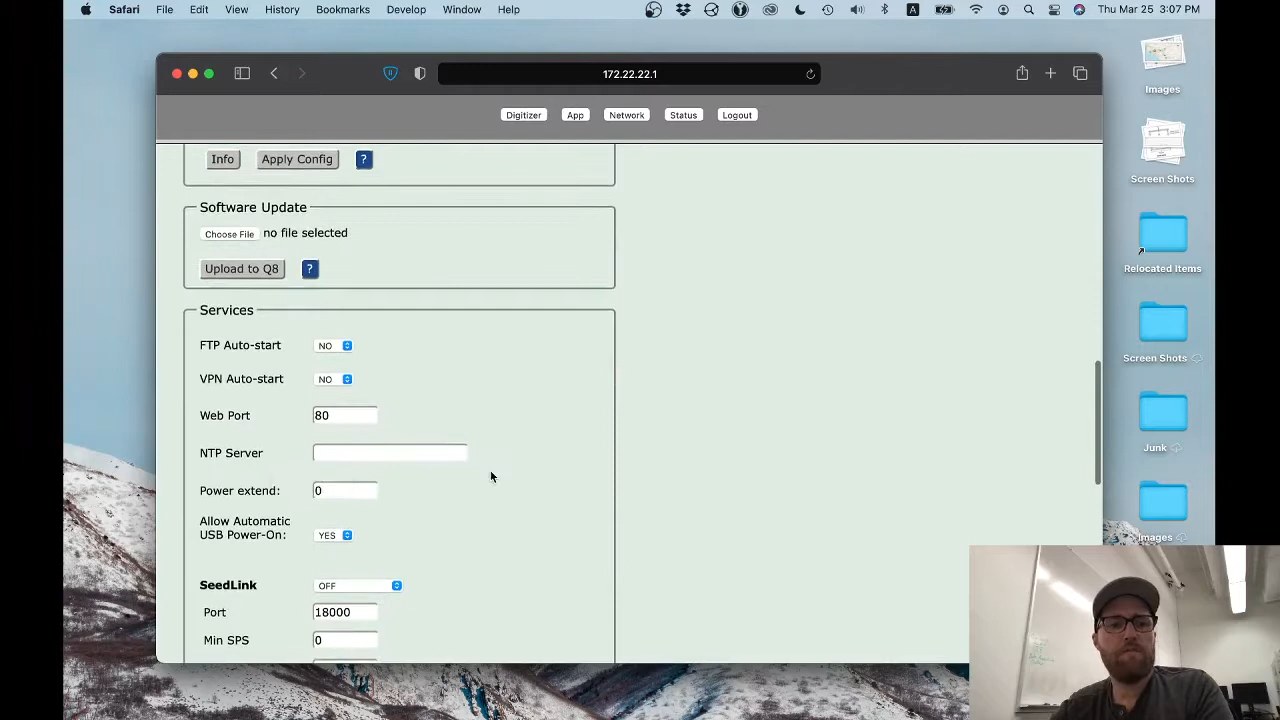 Safari File Edit View History Bookmarks Develop Window Help A Thu Mar 25 3:07 PM
172.22.22.1
Digitizer App Network Status Logout
Info Apply Config ?
Software Update
Choose File no file selected
Upload to Q8 ?
Services
FTP Auto-start NO
VPN Auto-start NO
Web Port 80
NTP Server
Power extend: 0
Allow Automatic
USB Power-On: YES
SeedLink OFF
Port 18000
Min SPS 0
Images
Screen Shots
Relocated Items
Screen Shots
Junk
Images